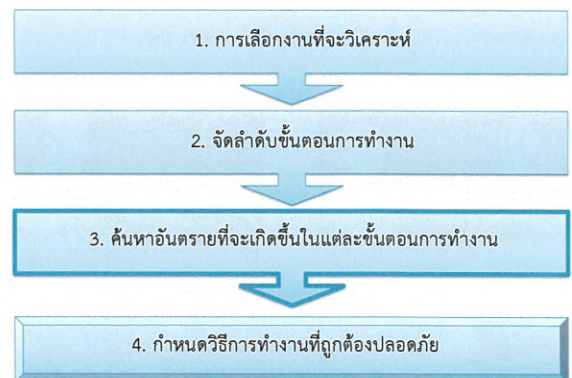 1. การเลือกงานที่จะวิเคราะห์
2. จัดลำดับขั้นตอนการทำงาน
3. ค้นหาอันตรายที่จะเกิดขึ้นในแต่ละขั้นตอนการทำงาน
4. กำหนดวิธีการทำงานที่ถูกต้องปลอดภัย